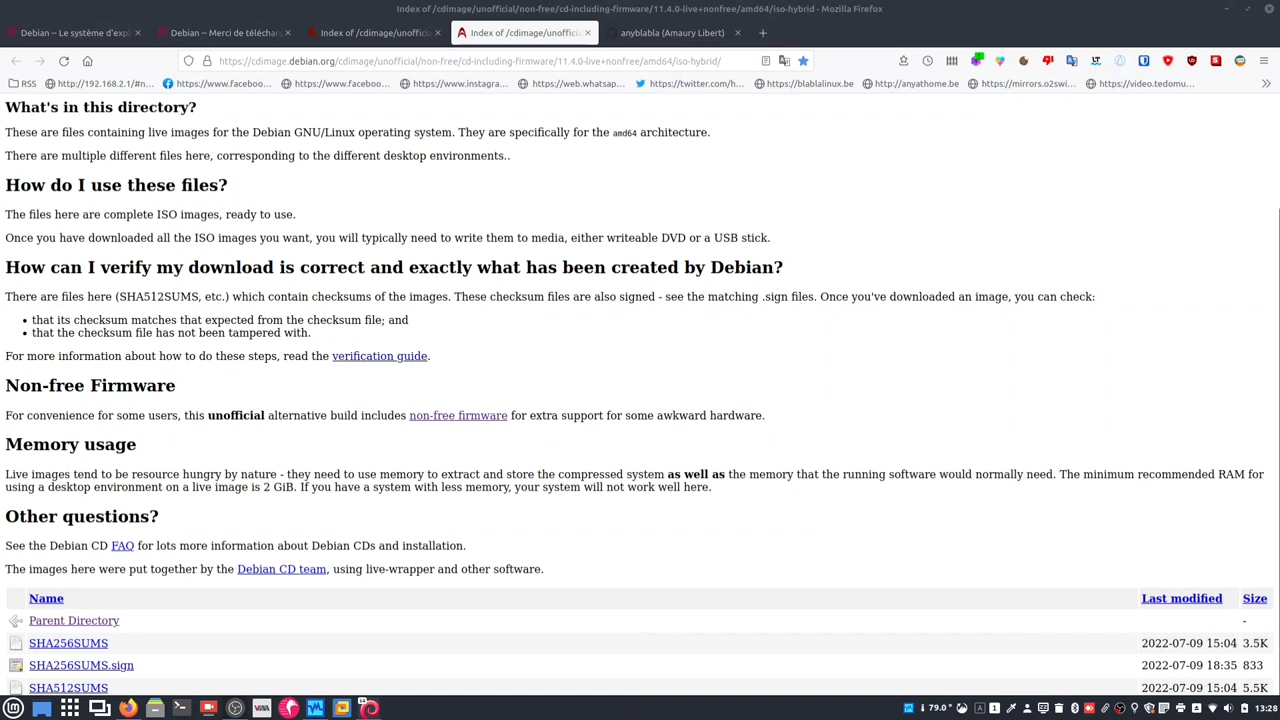 Index of /cdimage/unofficial/non-free/cd-including-firmware/11.4.0-live+nonfree/amd64/iso-hybrid - Mozilla Firefox
Debian -- Le système d'expl
Debian -- Merci de téléchar
Index of /cdimage/unofficie
Index of /cdimage/unofficia
anyblabla (Amaury Libert)
https://cdimage.debian.org/cdimage/unofficial/non-free/cd-including-firmware/11.4.0-live+nonfree/amd64/iso-hybrid/
RSS
http://192.168.2.1/#n...
https://www.faceboo...
https://www.faceboo...
https://www.instagra...
https://web.whatsap...
https://twitter.com/h...
https://blablalinux.be
http://anyathome.be
https://mirrors.o2swi...
https://video.tedomu...
What's in this directory?
These are files containing live images for the Debian GNU/Linux operating system. They are specifically for the amd64 architecture.
There are multiple different files here, corresponding to the different desktop environments..
How do I use these files?
The files here are complete ISO images, ready to use.
Once you have downloaded all the ISO images you want, you will typically need to write them to media, either writeable DVD or a USB stick.
How can I verify my download is correct and exactly what has been created by Debian?
There are files here (SHA512SUMS, etc.) which contain checksums of the images. These checksum files are also signed - see the matching .sign files. Once you've downloaded an image, you can check:
• that its checksum matches that expected from the checksum file; and
• that the checksum file has not been tampered with.
For more information about how to do these steps, read the verification guide.
Non-free Firmware
For convenience for some users, this unofficial alternative build includes non-free firmware for extra support for some awkward hardware.
Memory usage
Live images tend to be resource hungry by nature - they need to use memory to extract and store the compressed system as well as the memory that the running software would normally need. The minimum recommended RAM for
using a desktop environment on a live image is 2 GiB. If you have a system with less memory, your system will not work well here.
Other questions?
See the Debian CD FAQ for lots more information about Debian CDs and installation.
The images here were put together by the Debian CD team, using live-wrapper and other software.
Name Last modified Size
Parent Directory -
SHA256SUMS 2022-07-09 15:04 3.5K
SHA256SUMS.sign 2022-07-09 18:35 833
SHA512SUMS 2022-07-09 15:04 5.5K
79.0° A 1 13:28